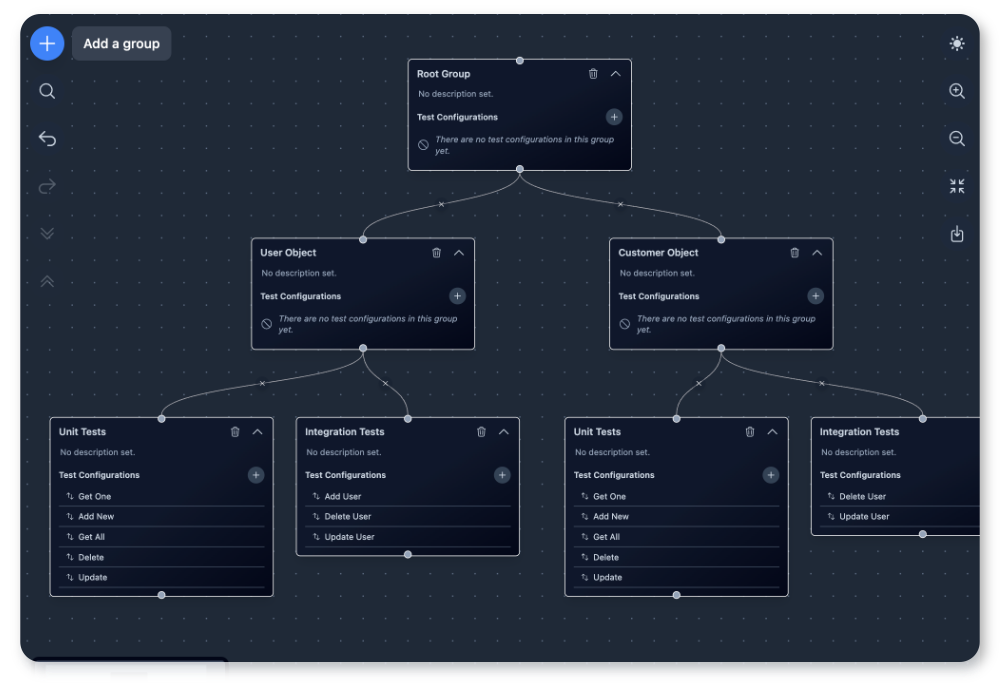 Add a group
Root Group
No description set.
Test Configurations
There are no test configurations in this group
yet.
User Object
No description set.
Test Configurations
There are no test configurations in this group
yet.
Customer Object
No description set.
Test Configurations
There are no test configurations in this group
yet.
Unit Tests
No description set.
Test Configurations
Get One
Add New
Get All
Delete
Update
Integration Tests
No description set.
Test Configurations
Add User
Delete User
Update User
Unit Tests
No description set.
Test Configurations
Get One
Add New
Get All
Delete
Update
Integration Tests
No description set.
Test Configurations
Delete User
Update User